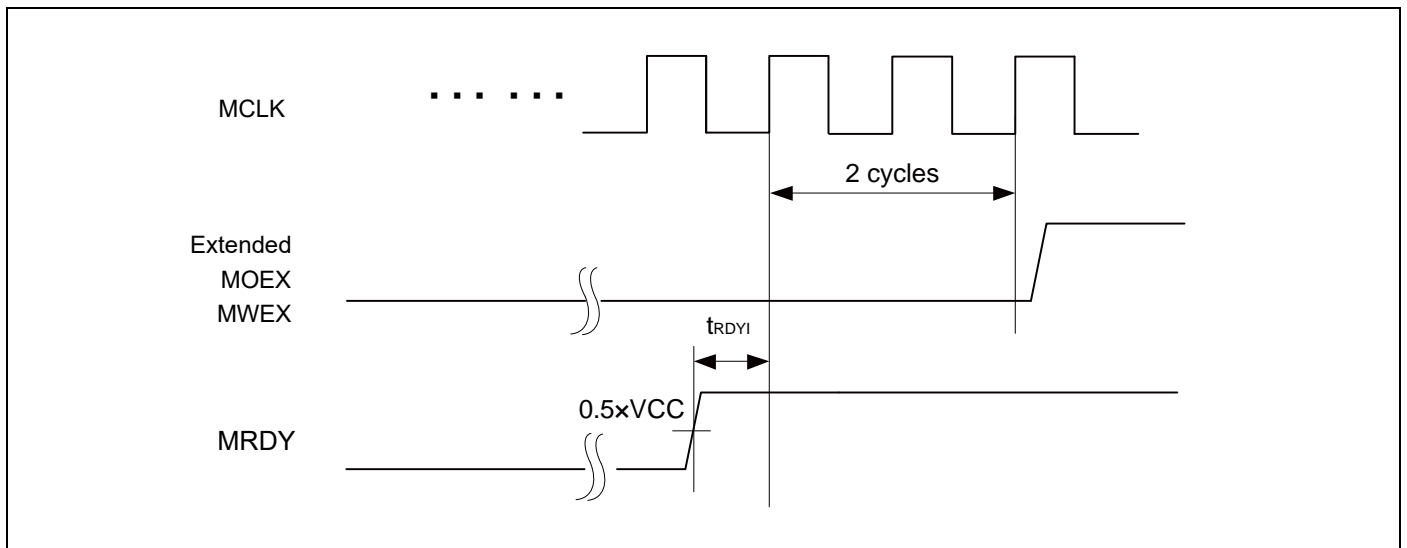 MCLK
... ...
2 cycles
Extended
MOEX
MWEX
tRDYI
0.5×VCC
MRDY